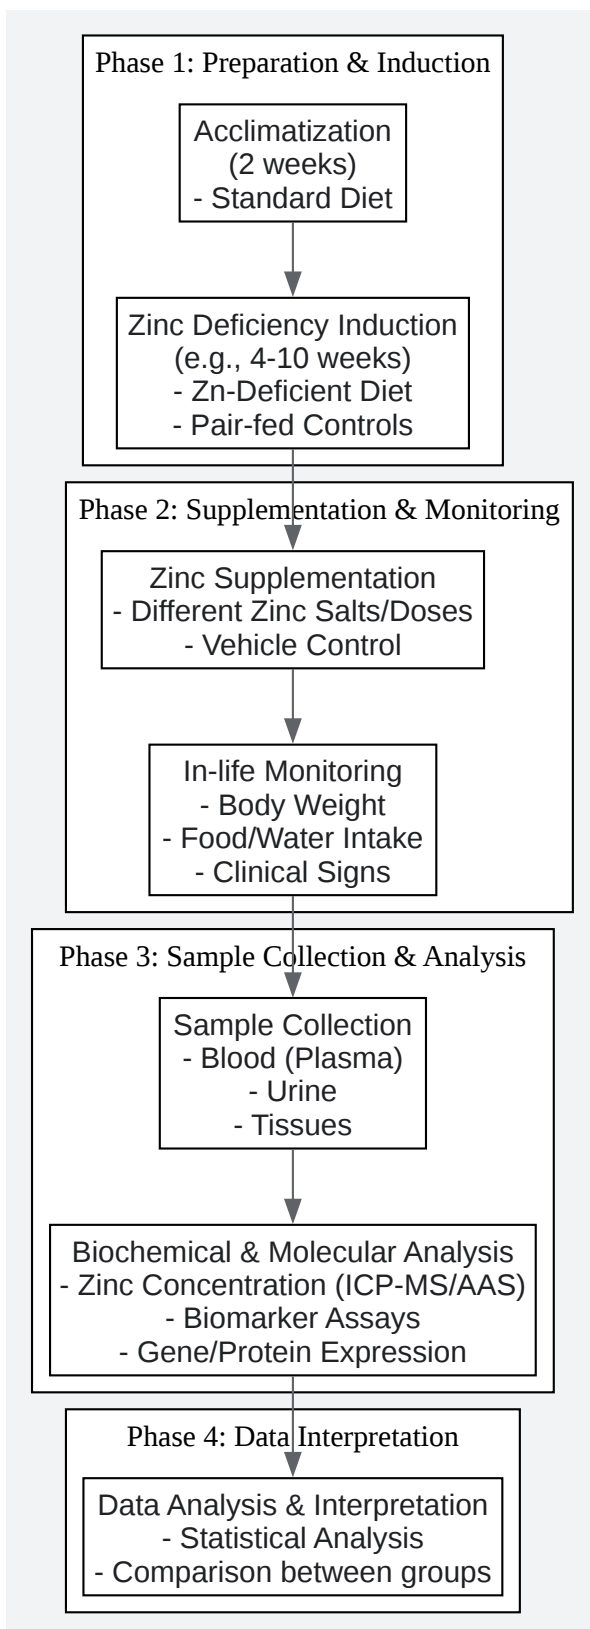 Phase 1: Preparation & Induction
Acclimatization
(2 weeks)
- Standard Diet
Zinc Deficiency Induction
(e.g., 4-10 weeks)
- Zn-Deficient Diet
- Pair-fed Controls
Phase 2: Supplementation & Monitoring
Zinc Supplementation
- Different Zinc Salts/Doses
- Vehicle Control
In-life Monitoring
- Body Weight
- Food/Water Intake
- Clinical Signs
Phase 3: Sample Collection & Analysis
Sample Collection
- Blood (Plasma)
- Urine
- Tissues
Biochemical & Molecular Analysis
- Zinc Concentration (ICP-MS/AAS)
- Biomarker Assays
- Gene/Protein Expression
Phase 4: Data Interpretation
Data Analysis & Interpretation
- Statistical Analysis
- Comparison between groups